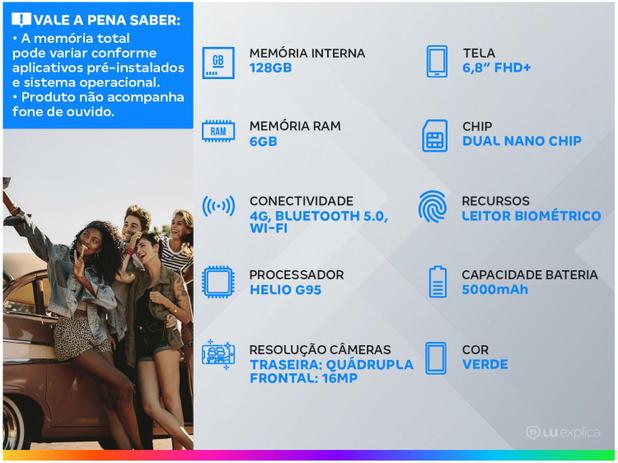 VALE A PENA SABER:
• A memória total
pode variar conforme
aplicativos pré-instalados
e sistema operacional.
• Produto não acompanha
fone de ouvido.
GB
MEMÓRIA INTERNA
128GB
TELA
6,8” FHD+
RAM
MEMÓRIA RAM
6GB
CHIP
DUAL NANO CHIP
CONECTIVIDADE
4G, BLUETOOTH 5.0,
WI-FI
RECURSOS
LEITOR BIOMÉTRICO
PROCESSADOR
HELIO G95
CAPACIDADE BATERIA
5000mAh
RESOLUÇÃO CÂMERAS
TRASEIRA: QUÁDRUPLA
FRONTAL: 16MP
COR
VERDE
LU explica